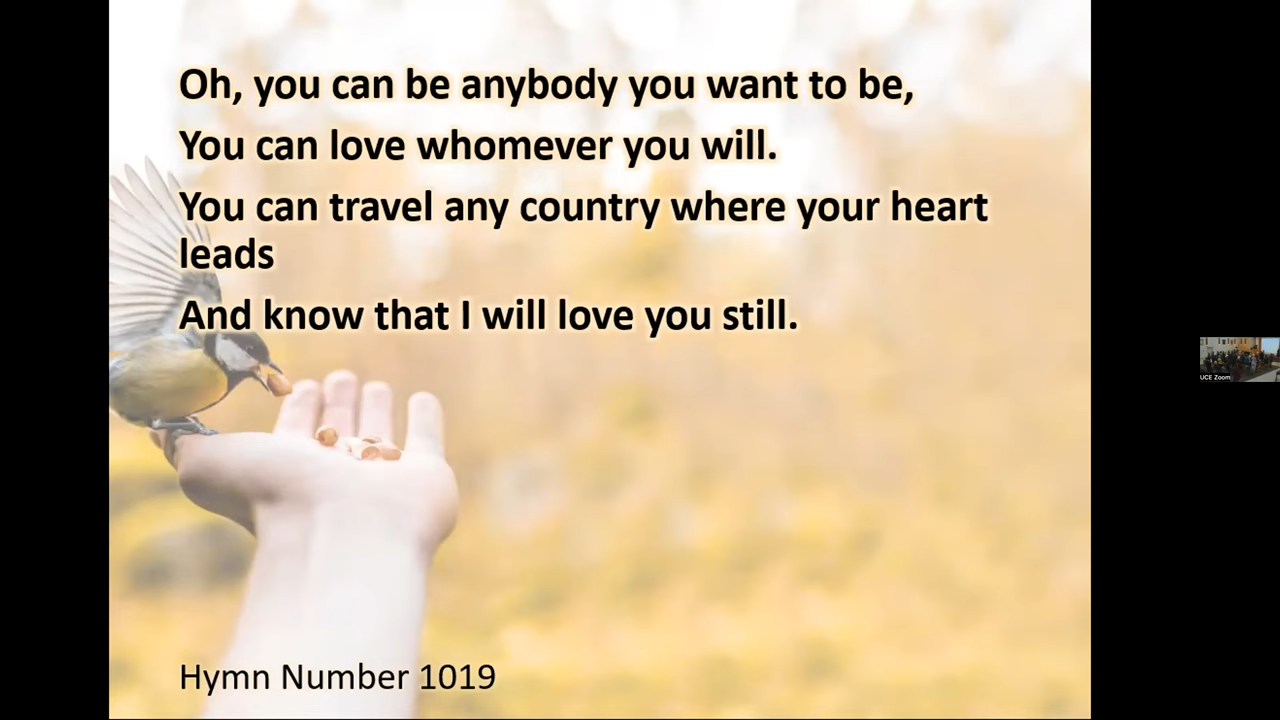 Oh, you can be anybody you want to be,
You can love whomever you will.
You can travel any country where your heart
leads
And know that I will love you still.
Hymn Number 1019
UCE Zoom